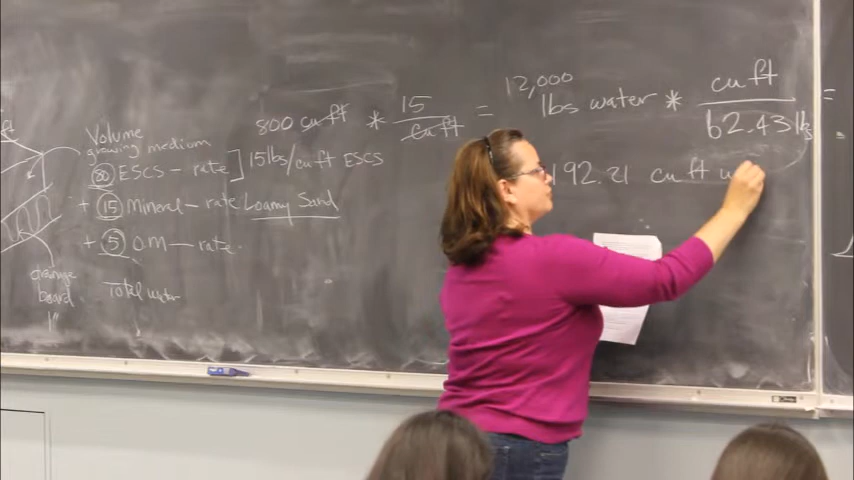 800 cu ft * 15 / cu ft = 12,000 lbs water * cu ft / 62.43 lbs =
192.21 cu ft w
Volume
growing medium
80 ESCS - rate ] 15 lbs/cu ft ESCS
+ 15 Mineral - rate Loamy Sand
+ 5 O.M - rate
Total water
drainage
board
1"
ft